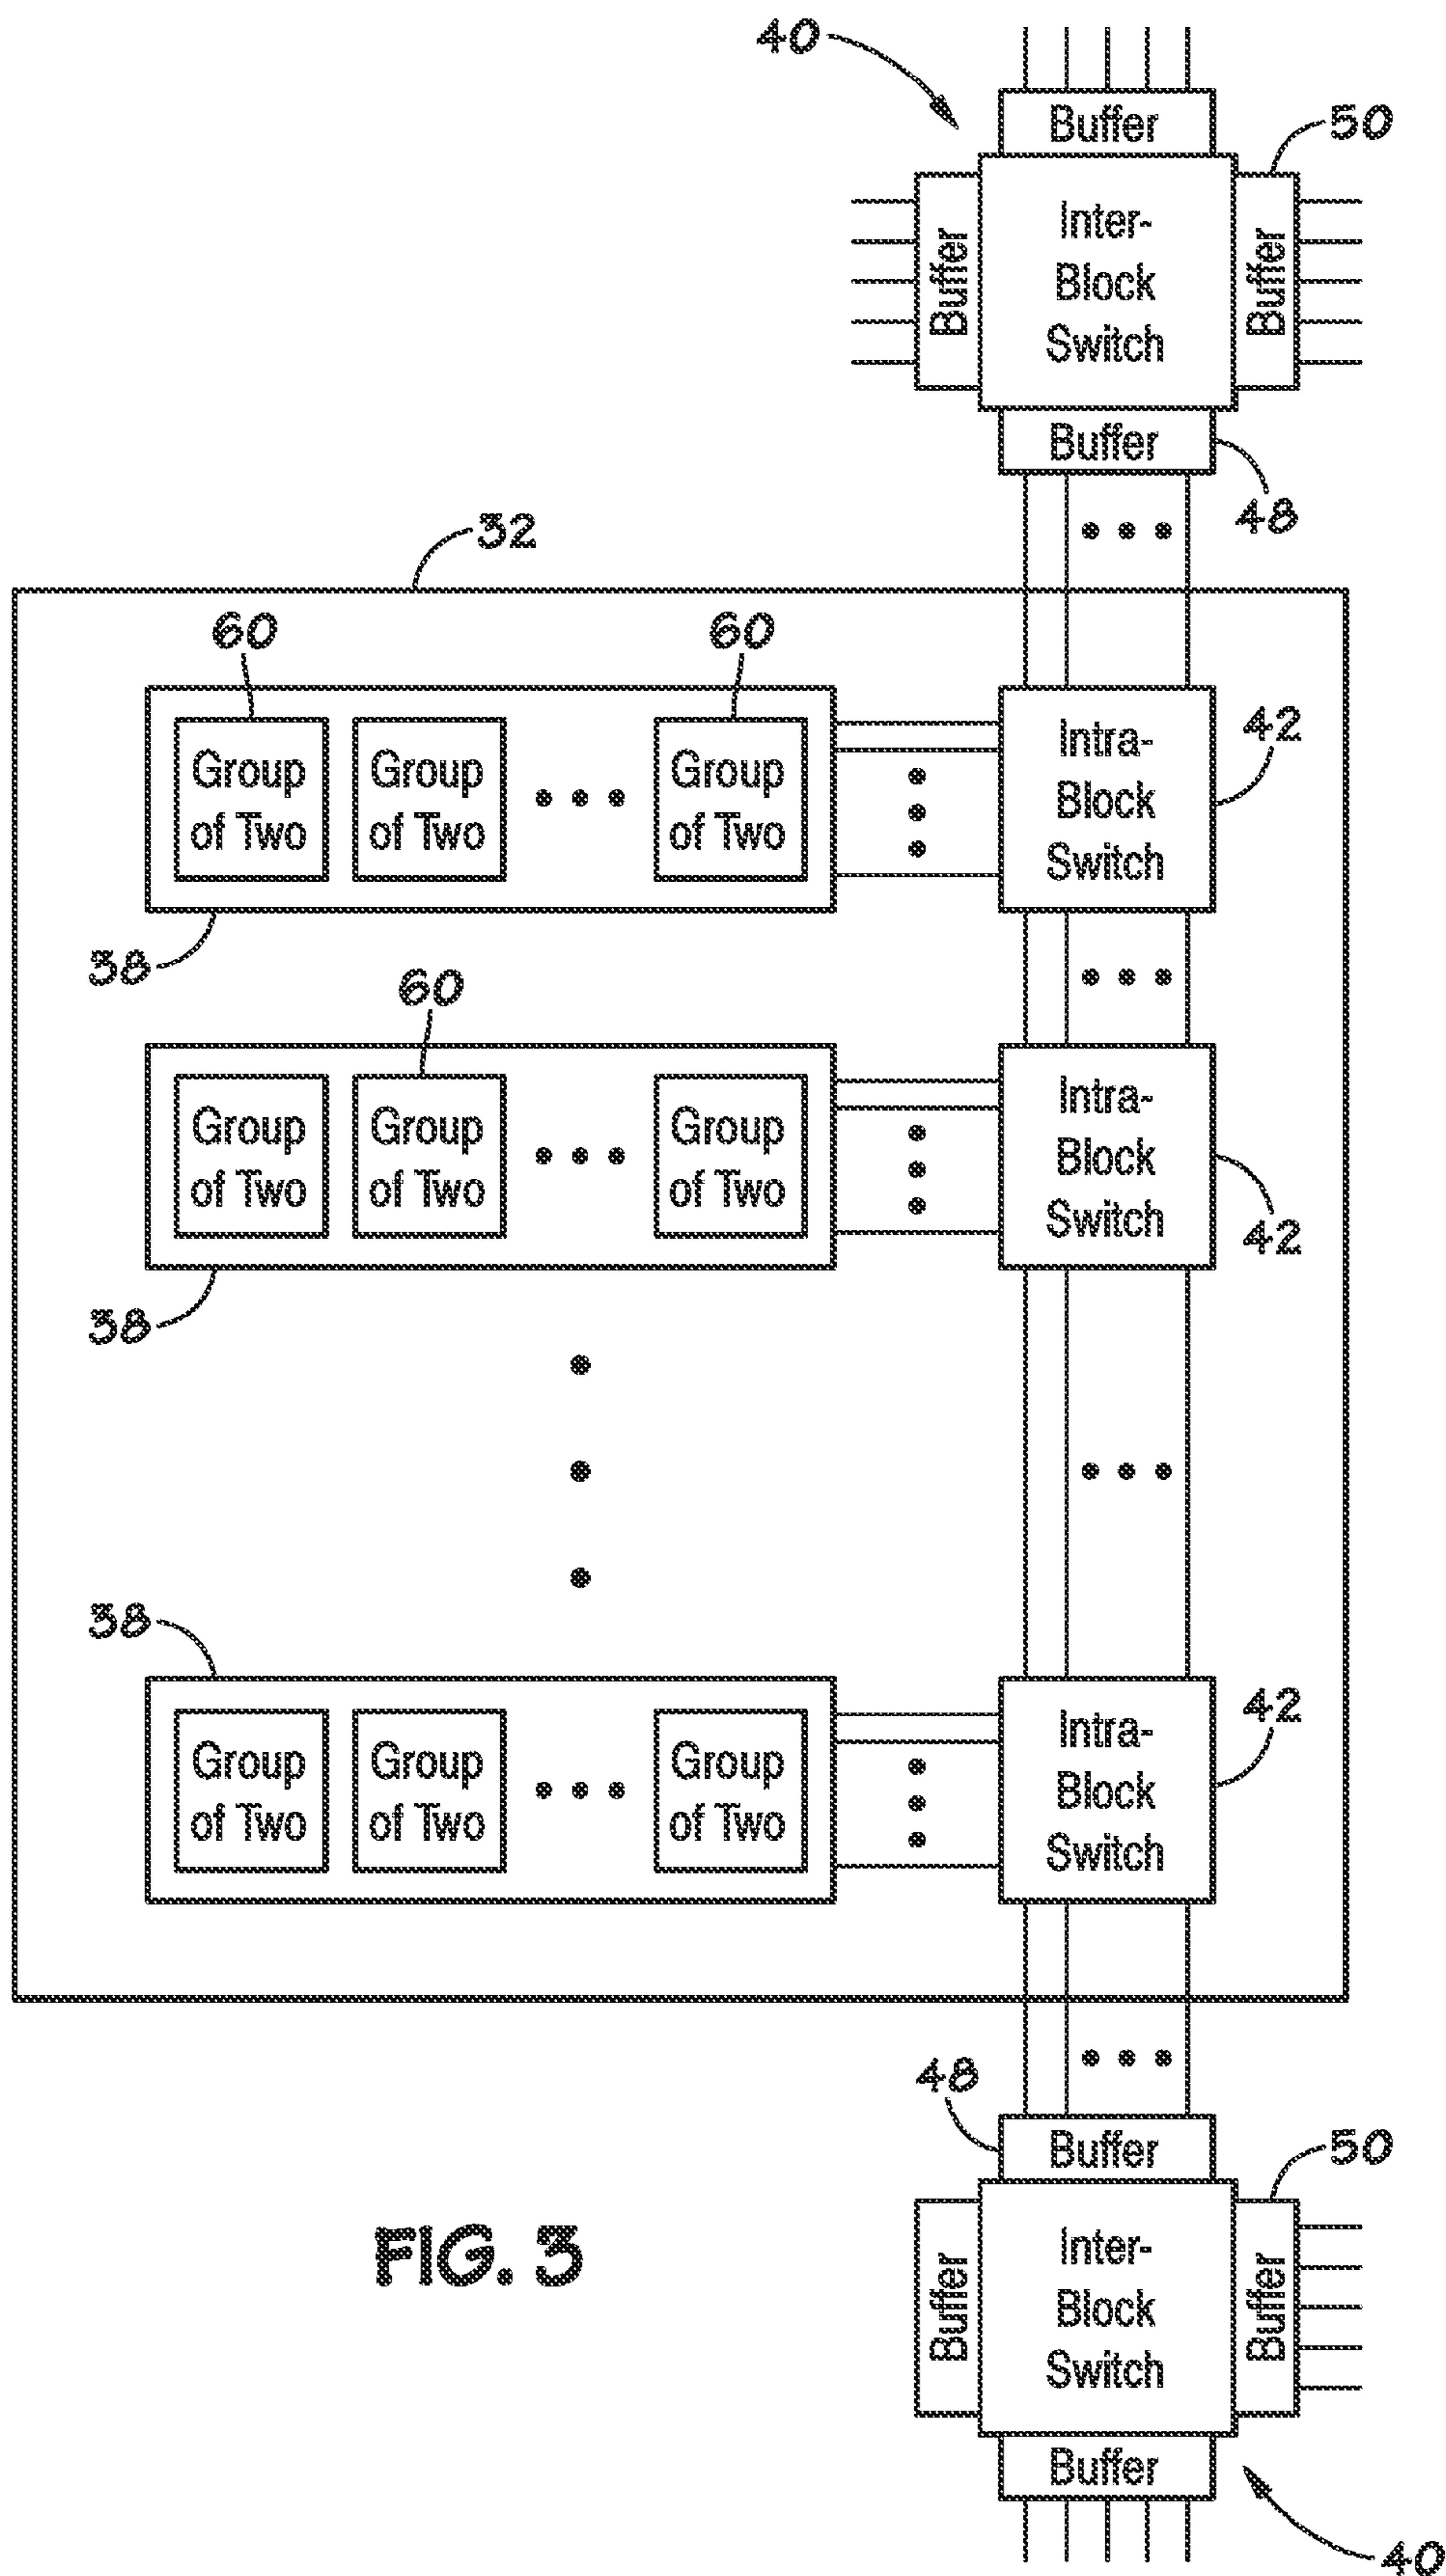 40
Buffer
50
Buffer
Inter-
Block
Switch
Buffer
Buffer
48
32
60
60
Group
of Two
Group
of Two
Group
of Two
Intra-
Block
Switch
42
38
60
Group
of Two
Group
of Two
Group
of Two
Intra-
Block
Switch
42
38
38
Group
of Two
Group
of Two
Group
of Two
Intra-
Block
Switch
42
48
Buffer
50
Buffer
Inter-
Block
Switch
Buffer
Buffer
40
FIG. 3